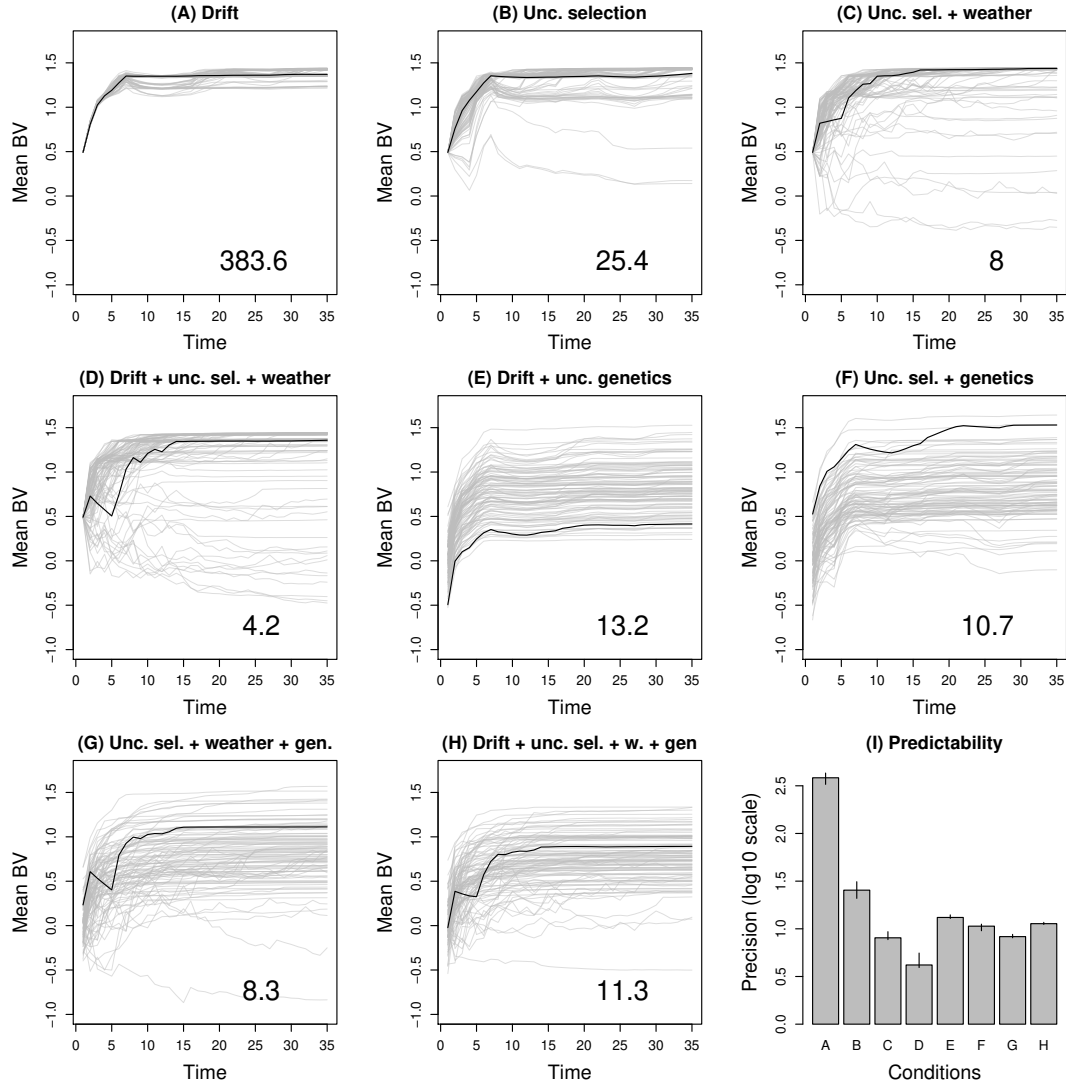 (A) Drift
(B) Unc. selection
(C) Unc. sel. + weather
Mean BV
1.5
1.0
0.5
0.0
−0.5
−1.0
383.6
0 5 10 15 20 25 30 35
Time
Mean BV
1.5
1.0
0.5
0.0
−0.5
−1.0
25.4
0 5 10 15 20 25 30 35
Time
Mean BV
1.5
1.0
0.5
0.0
−0.5
−1.0
8
0 5 10 15 20 25 30 35
Time
(D) Drift + unc. sel. + weather
(E) Drift + unc. genetics
(F) Unc. sel. + genetics
Mean BV
1.5
1.0
0.5
0.0
−0.5
−1.0
4.2
0 5 10 15 20 25 30 35
Time
Mean BV
1.5
1.0
0.5
0.0
−0.5
−1.0
13.2
0 5 10 15 20 25 30 35
Time
Mean BV
1.5
1.0
0.5
0.0
−0.5
−1.0
10.7
0 5 10 15 20 25 30 35
Time
(G) Unc. sel. + weather + gen.
(H) Drift + unc. sel. + w. + gen
(I) Predictability
Mean BV
1.5
1.0
0.5
0.0
−0.5
−1.0
8.3
0 5 10 15 20 25 30 35
Time
Mean BV
1.5
1.0
0.5
0.0
−0.5
−1.0
11.3
0 5 10 15 20 25 30 35
Time
Precision (log10 scale)
2.5
2.0
1.5
1.0
0.5
0.0
A B C D E F G H
Conditions